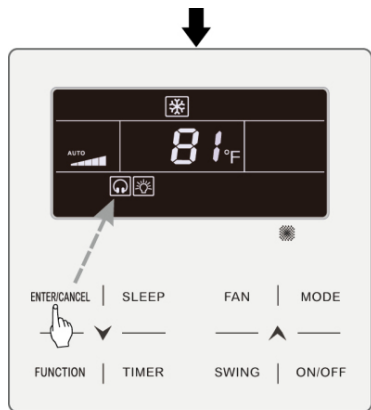 AUTO
81°F
ENTER/CANCEL SLEEP FAN MODE
FUNCTION TIMER SWING ON/OFF